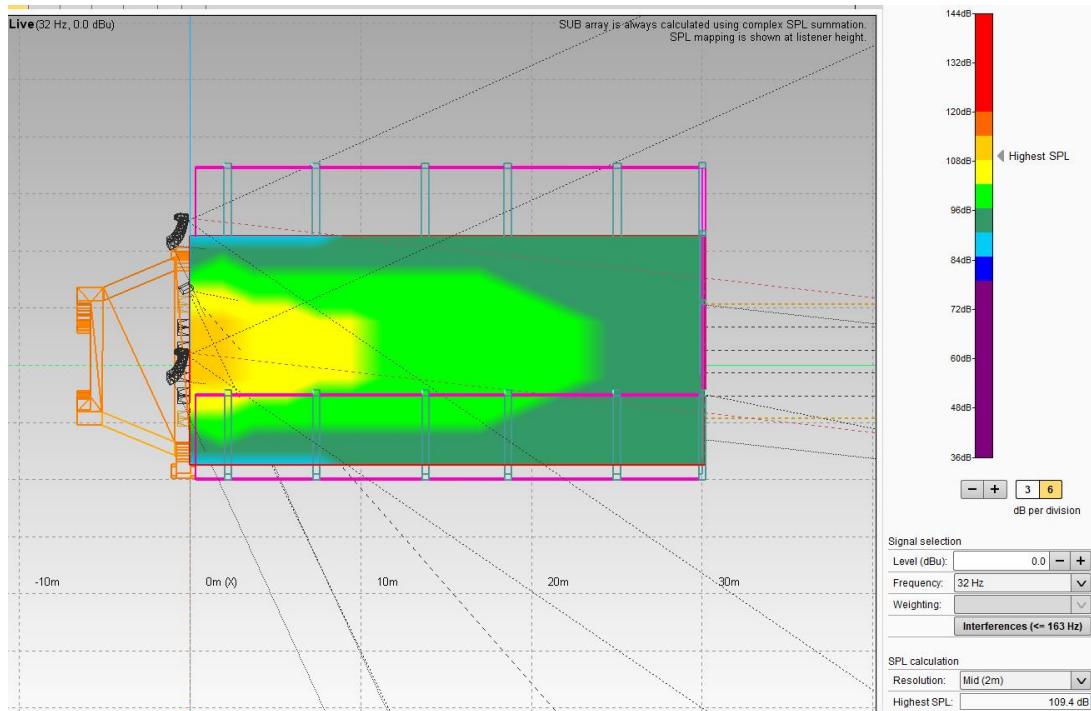 Live (32 Hz, 0.0 dBu)
SUB array is always calculated using complex SPL summation.
SPL mapping is shown at listener height.
-10m
0m (X)
10m
20m
30m
144dB
132dB
120dB
108dB
96dB
84dB
72dB
60dB
48dB
36dB
Highest SPL
− + 3 6
dB per division
Signal selection
Level (dBu): 0.0 − +
Frequency: 32 Hz
Weighting:
Interferences (<= 163 Hz)
SPL calculation
Resolution: Mid (2m)
Highest SPL: 109.4 dB